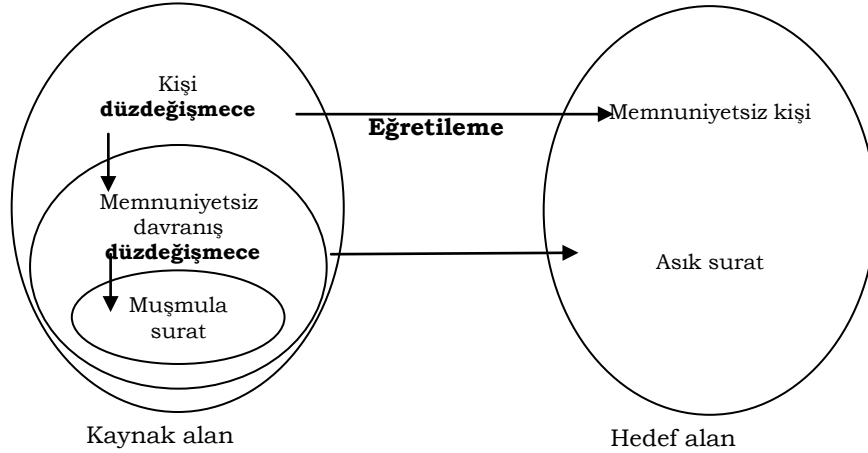 Kişi
düzdeğişmece
Eğretileme
Memnuniyetsiz kişi
Memnuniyetsiz
davranış
düzdeğişmece
Asık surat
Muşmula
surat
Kaynak alan
Hedef alan